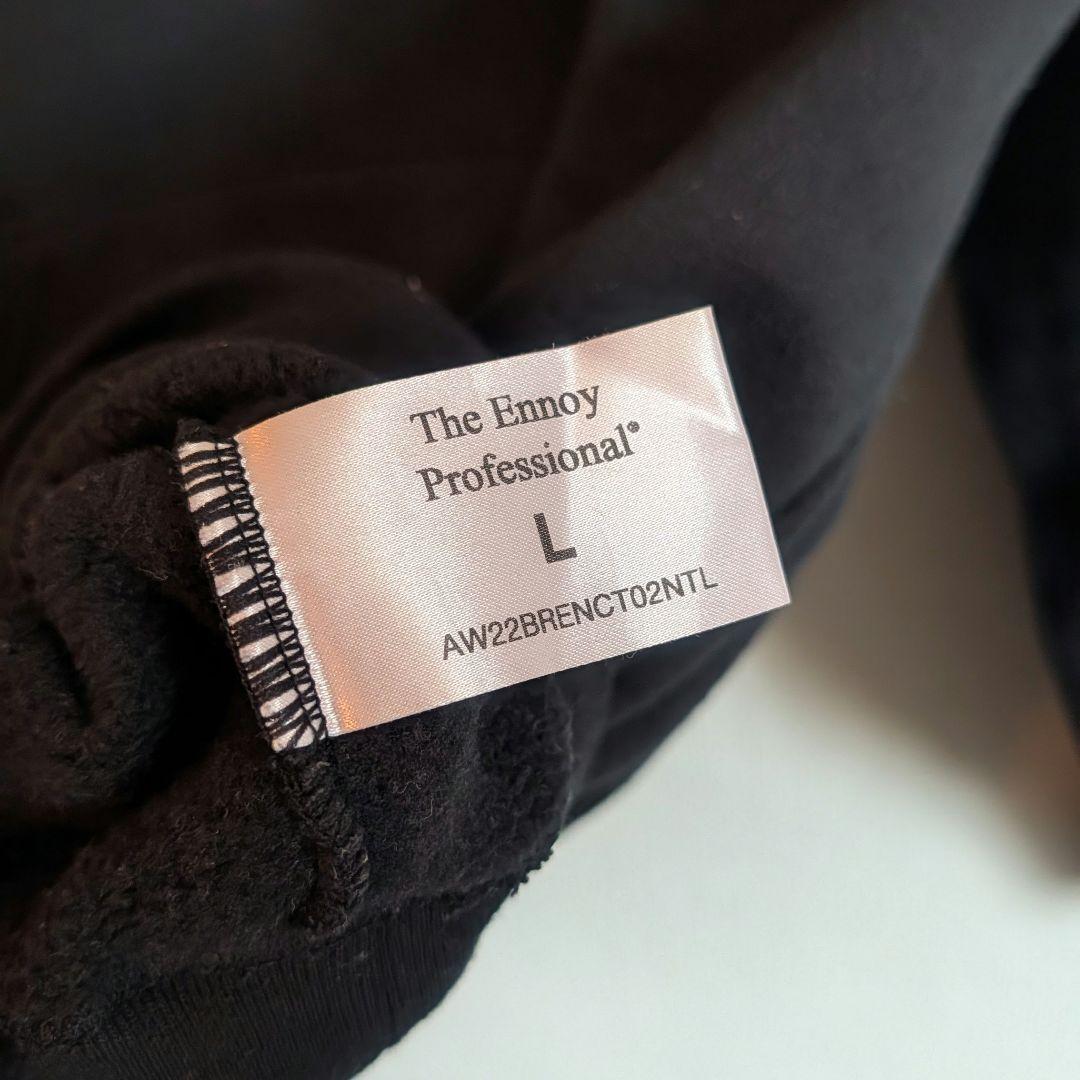 The Ennoy
Professional®
L
AW22BRENCT02NTL